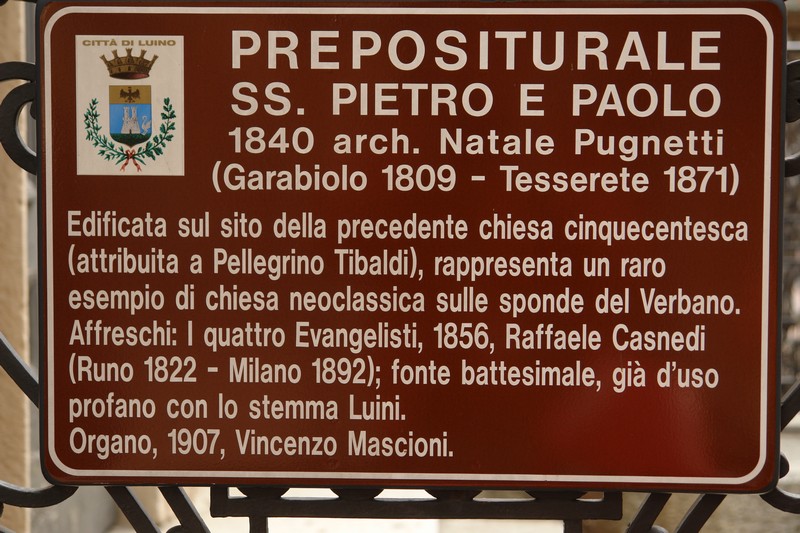 CITTÀ DI LUINO
PREPOSITURALE
SS. PIETRO E PAOLO
1840 arch. Natale Pugnetti
(Garabiolo 1809 - Tesserete 1871)
Edificata sul sito della precedente chiesa cinquecentesca
(attribuita a Pellegrino Tibaldi), rappresenta un raro
esempio di chiesa neoclassica sulle sponde del Verbano.
Affreschi: I quattro Evangelisti, 1856, Raffaele Casnedi
(Runo 1822 - Milano 1892); fonte battesimale, già d'uso
profano con lo stemma Luini.
Organo, 1907, Vincenzo Mascioni.